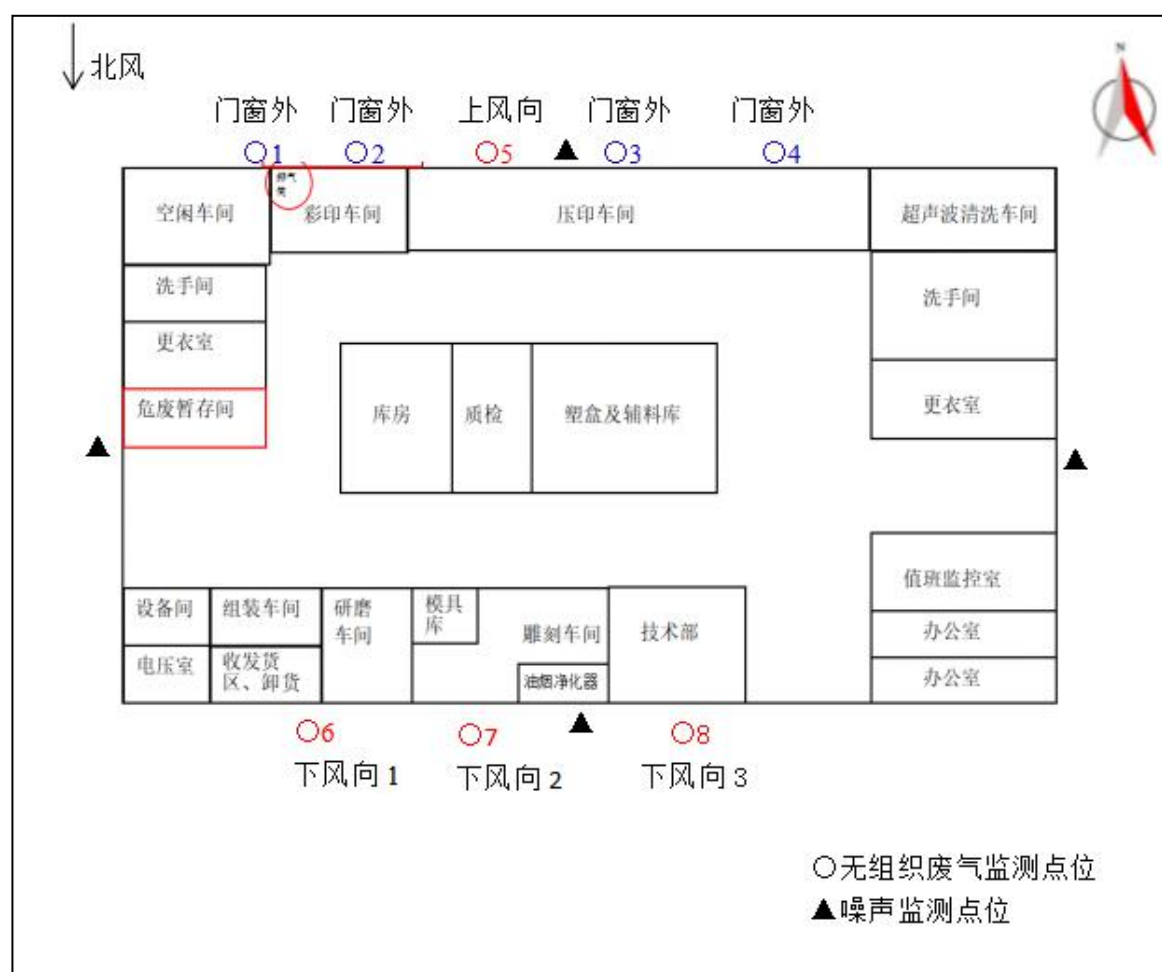 北风
N
门窗外 门窗外 上风向 门窗外 门窗外
○1 ○2 ○5 ▲ ○3 ○4
空闲车间
彩印车间
压印车间
超声波清洗车间
洗手间
更衣室
危废暂存间
库房
质检
塑盒及辅料库
洗手间
更衣室
值班监控室
办公室
办公室
设备间
组装车间
研磨
车间
模具
库
雕刻车间
技术部
电压室
收发货
区、卸货
油烟净化器
○6 ○7 ▲ ○8
下风向 1 下风向 2 下风向 3
○无组织废气监测点位
▲噪声监测点位